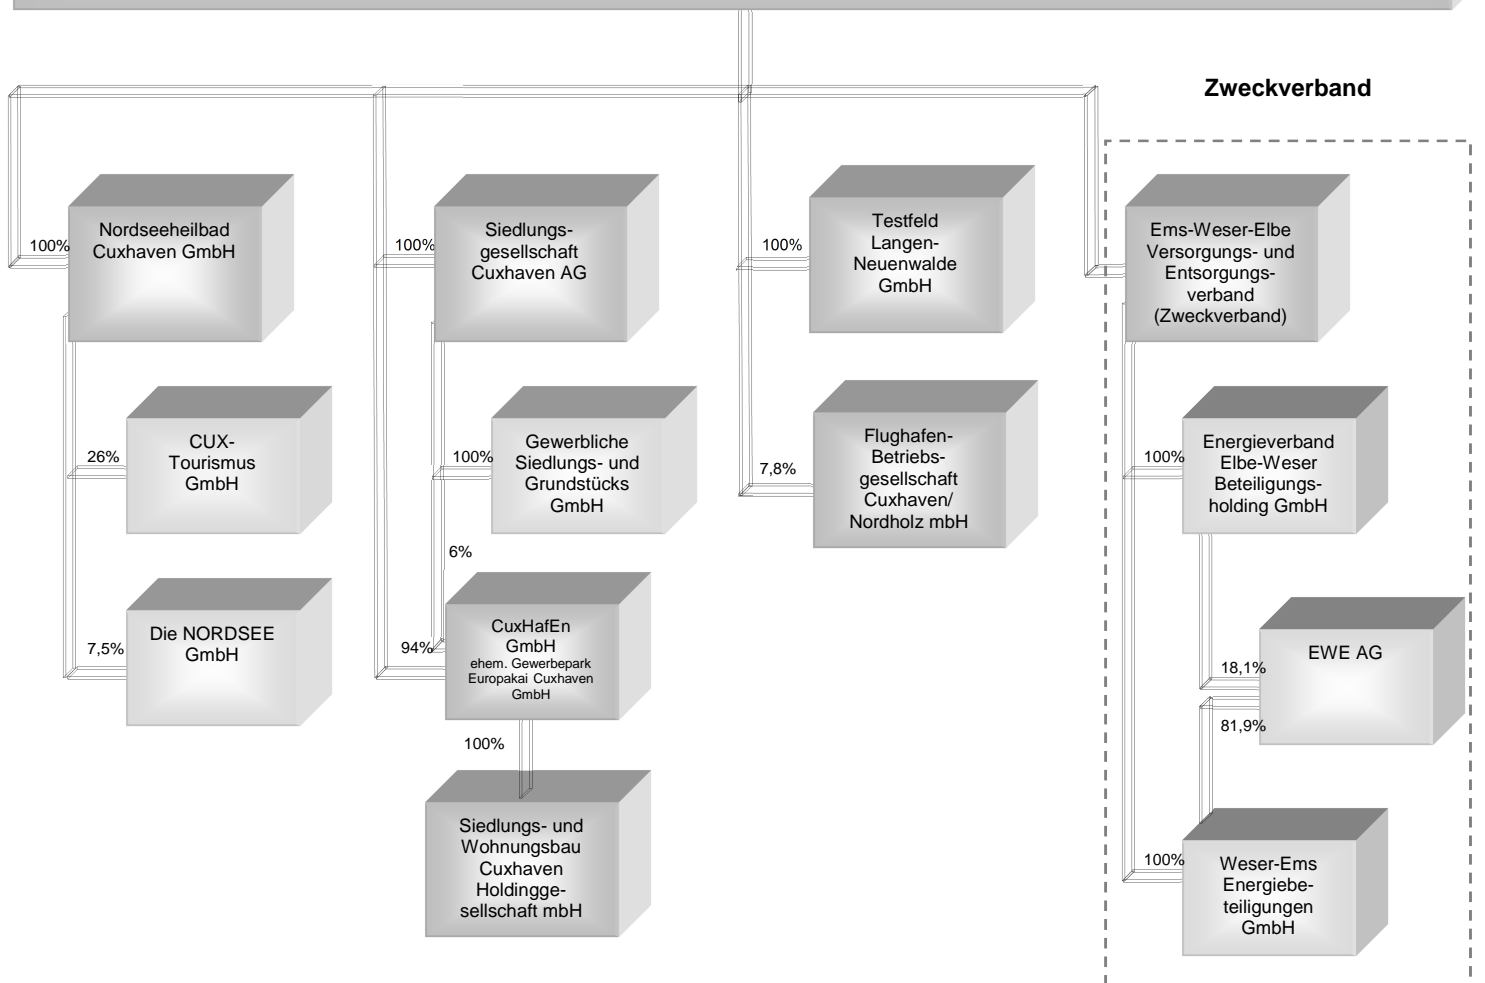 Zweckverband
100%
Nordseeheilbad
Cuxhaven GmbH
26%
CUX-
Tourismus
GmbH
7,5%
Die NORDSEE
GmbH
100%
Siedlungs-
gesellschaft
Cuxhaven AG
100%
Gewerbliche
Siedlungs- und
Grundstücks
GmbH
6%
94%
CuxHafEn
GmbH
ehem. Gewerbepark
Europakai Cuxhaven
GmbH
100%
Siedlungs- und
Wohnungsbau
Cuxhaven
Holdingge-
sellschaft mbH
100%
Testfeld
Langen-
Neuenwalde
GmbH
7,8%
Flughafen-
Betriebs-
gesellschaft
Cuxhaven/
Nordholz mbH
Ems-Weser-Elbe
Versorgungs- und
Entsorgungs-
verband
(Zweckverband)
100%
Energieverband
Elbe-Weser
Beteiligungs-
holding GmbH
18,1%
EWE AG
81,9%
100%
Weser-Ems
Energiebe-
teiligungen
GmbH